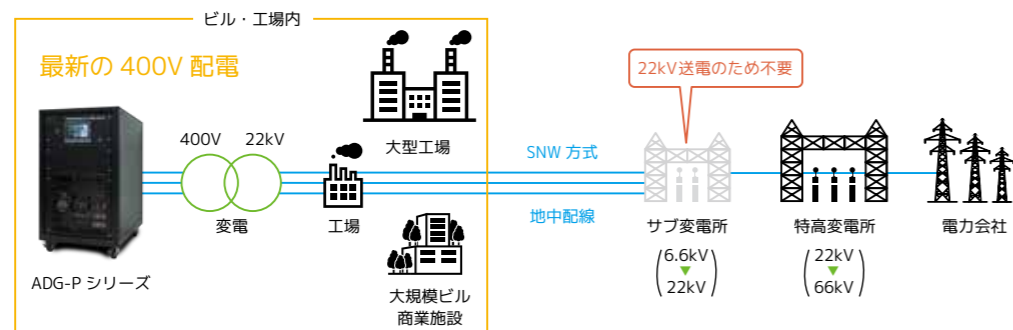 ビル・工場内
最新の 400V 配電
400V
22kV
変電
ADG-P シリーズ
大型工場
工場
大規模ビル
商業施設
SNW 方式
地中配線
22kV送電のため不要
サブ変電所
6.6kV
22kV
特高変電所
22kV
66kV
電力会社